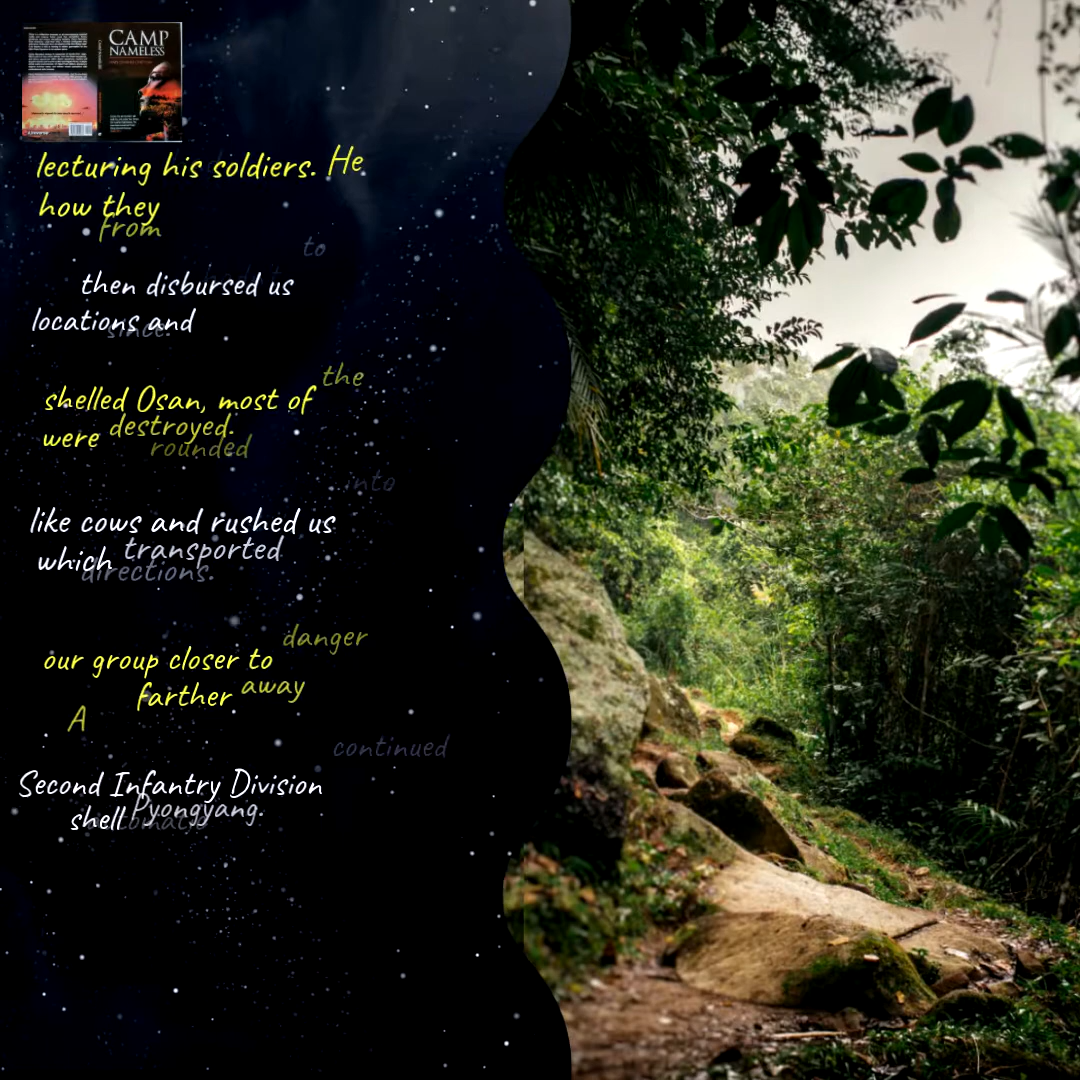 CAMP
NAMELESS
lecturing his soldiers. He
how they
from
to
then disbursed us
locations and
since.
the
shelled Osan, most of
destroyed.
were
rounded
into
like cows and rushed us
transported
which
directions.
danger
our group closer to
away
farther
A
continued
Second Infantry Division
Pyongyang.
shell
automatic